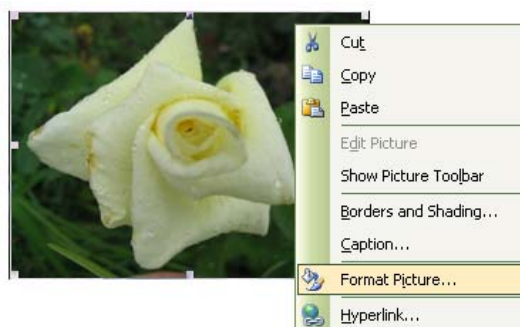 Cut
Copy
Paste
Edit Picture
Show Picture Toolbar
Borders and Shading...
Caption...
Format Picture...
Hyperlink...